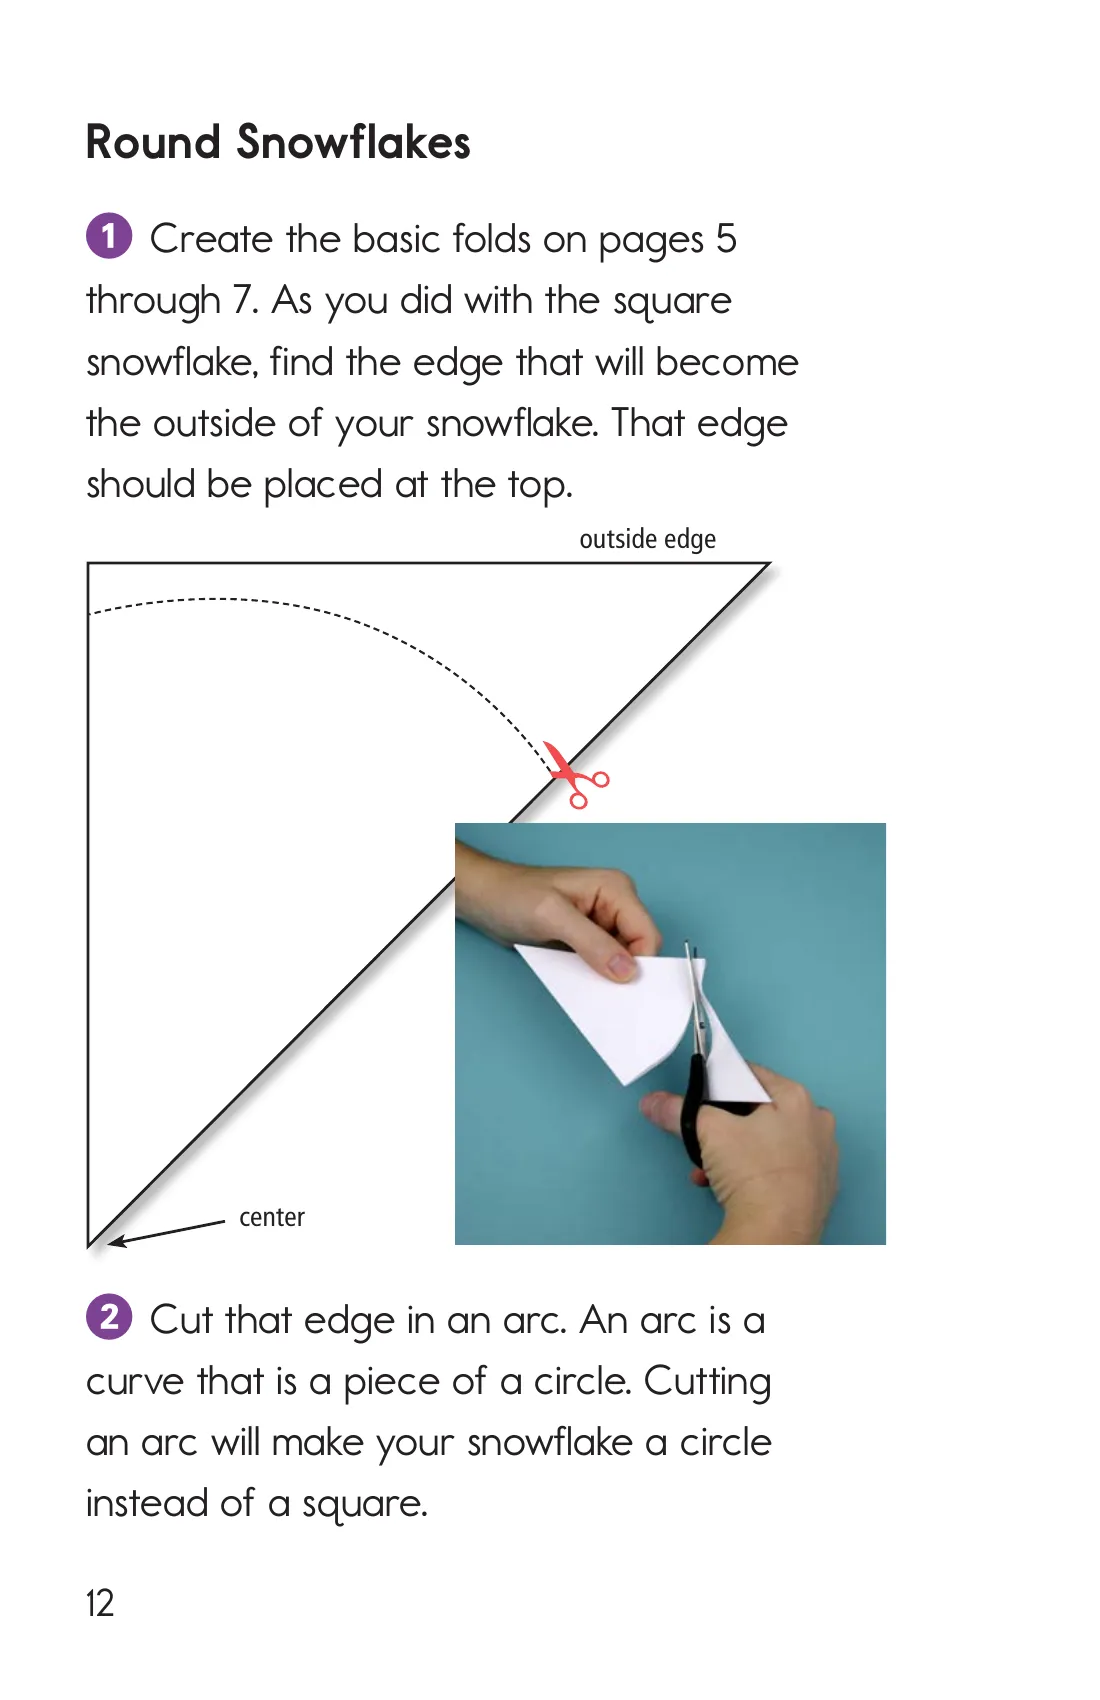 Round Snowflakes
1 Create the basic folds on pages 5
through 7. As you did with the square
snowflake, find the edge that will become
the outside of your snowflake. That edge
should be placed at the top.
outside edge
center
2 Cut that edge in an arc. An arc is a
curve that is a piece of a circle. Cutting
an arc will make your snowflake a circle
instead of a square.
12